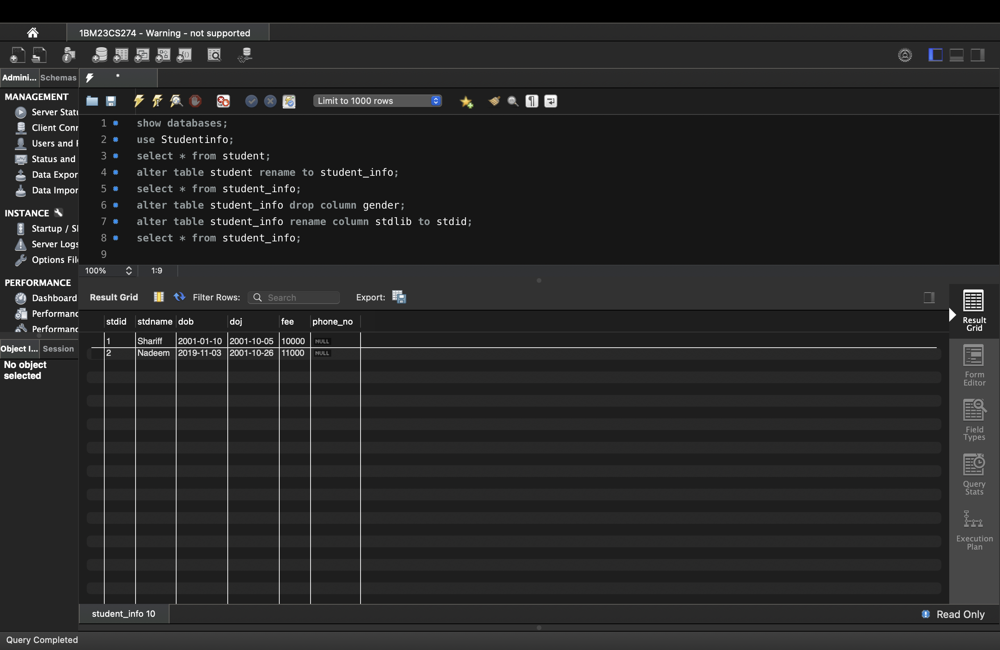 1BM23CS274 - Warning - not supported
Admini... Schemas *
MANAGEMENT
Server Statu
Client Conr
Users and
Status and
Data Expor
Data Impor
INSTANCE
Startup / SI
Server Logs
Options File
PERFORMANCE
Dashboard
Performanc
Performanc
Object I... Session
No object
selected
Limit to 1000 rows
1 show databases;
2 use Studentinfo;
3 select * from student;
4 alter table student rename to student_info;
5 select * from student_info;
6 alter table student_info drop column gender;
7 alter table student_info rename column stdlib to stdid;
8 select * from student_info;
9
100% 1:9
Result Grid Filter Rows: Search Export:
stdid stdname dob doj fee phone_no
1 Shariff 2001-01-10 2001-10-05 10000 NULL
2 Nadeem 2019-11-03 2001-10-26 11000 NULL
Result
Grid
Form
Editor
Field
Types
Query
Stats
Execution
Plan
student_info 10 Read Only
Query Completed